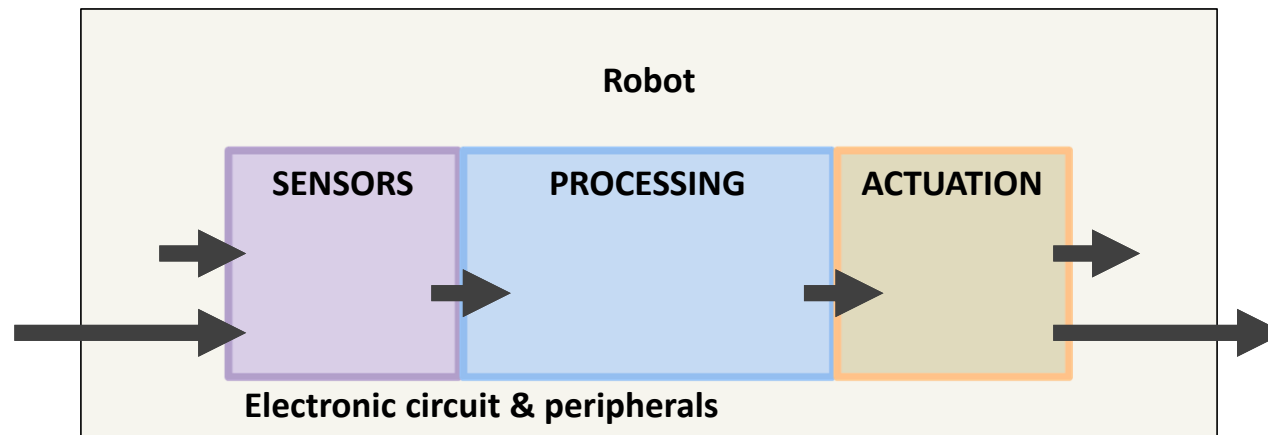 Robot
SENSORS
PROCESSING
ACTUATION
Electronic circuit & peripherals